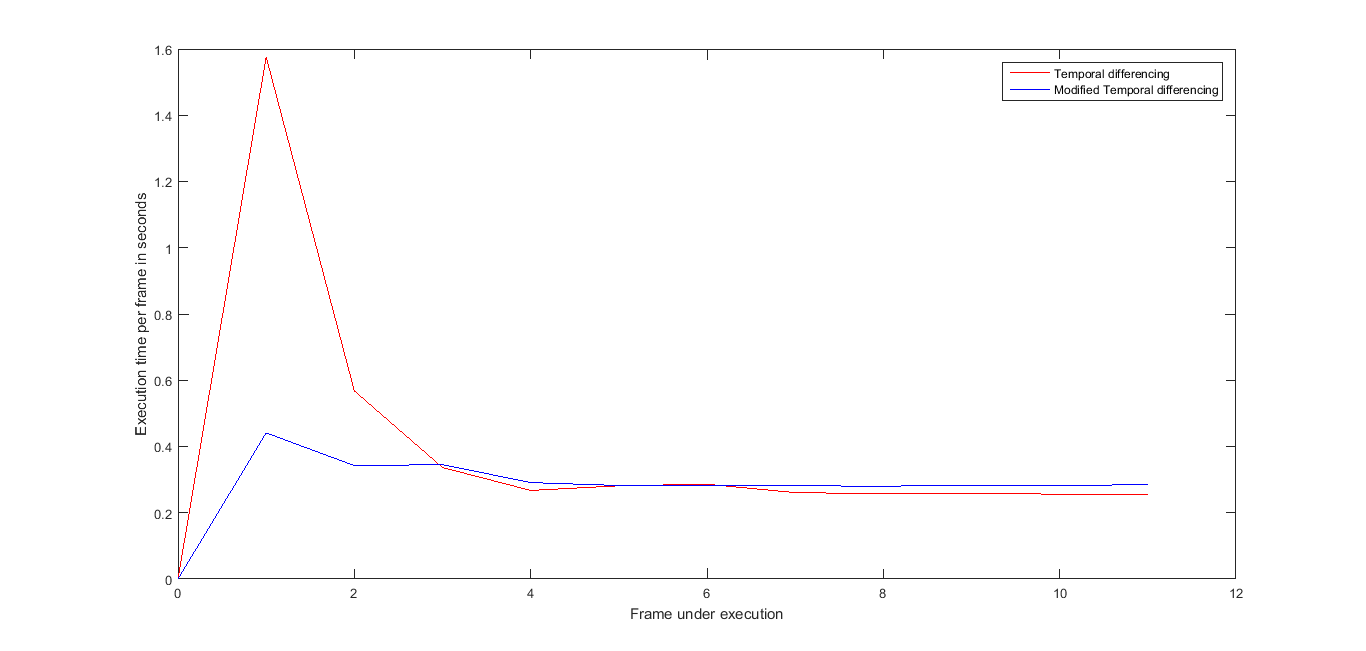 Temporal differencing
Modified Temporal differencing
Execution time per frame in seconds
1.6
1.4
1.2
1
0.8
0.6
0.4
0.2
0
0 2 4 6 8 10 12
Frame under execution